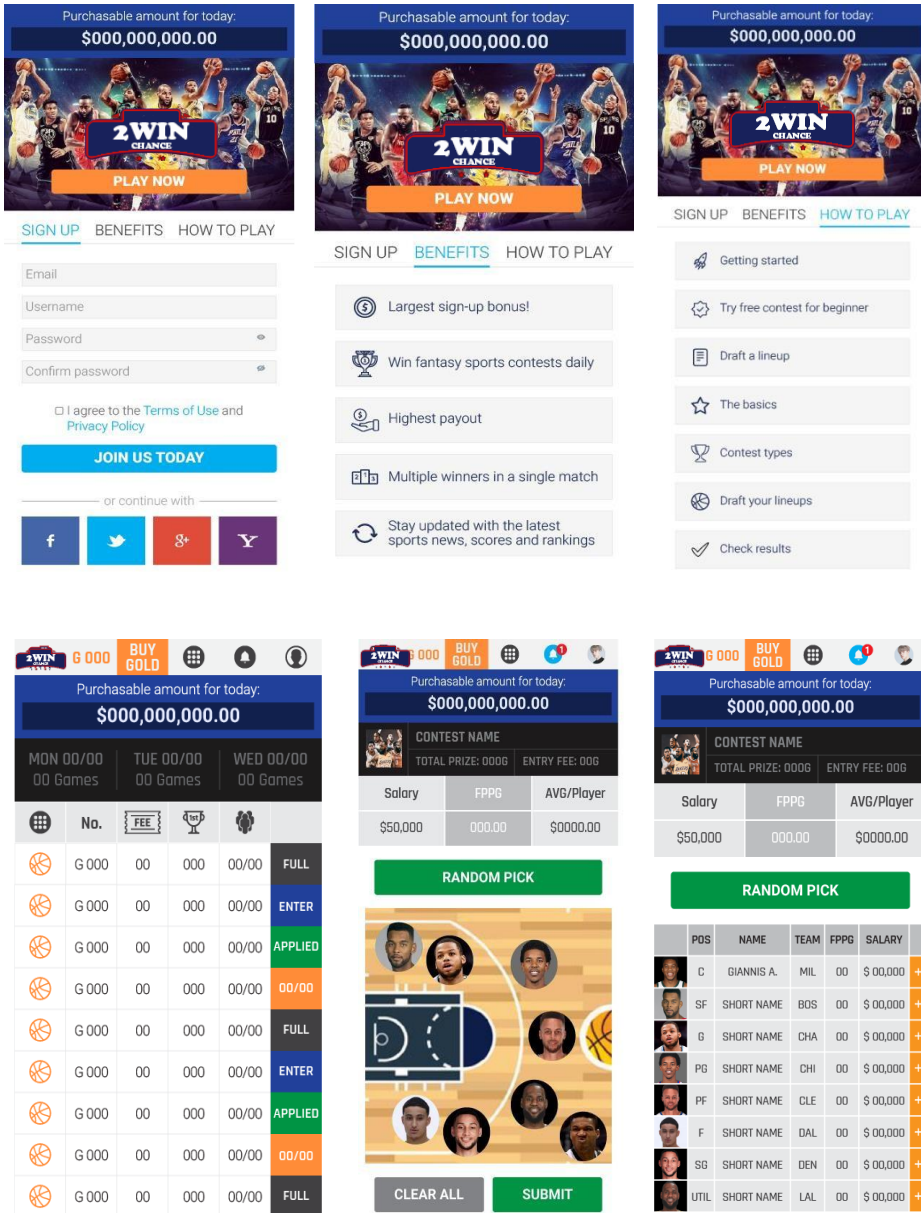 Purchasable amount for today:
$000,000,000.00
2WIN
CHANCE
PLAY NOW
SIGN UP BENEFITS HOW TO PLAY
Email
Username
Password
Confirm password
I agree to the Terms of Use and
Privacy Policy
JOIN US TODAY
or continue with
f
8+
Y
Purchasable amount for today:
$000,000,000.00
10
2WIN
CHANCE
PLAY NOW
SIGN UP BENEFITS HOW TO PLAY
Largest sign-up bonus!
Win fantasy sports contests daily
Highest payout
2 1 3
Multiple winners in a single match
Stay updated with the latest
sports news, scores and rankings
Purchasable amount for today:
$000,000,000.00
10
2WIN
CHANCE
PLAY NOW
SIGN UP BENEFITS HOW TO PLAY
Getting started
Try free contest for beginner
Draft a lineup
The basics
Contest types
Draft your lineups
Check results
2WIN
CHANCE
G 000
BUY
GOLD
Purchasable amount for today:
$000,000,000.00
MON 00/00 TUE 00/00 WED 00/00
00 Games 00 Games 00 Games
No. FEE 1st
G 000 00 000 00/00 FULL
G 000 00 000 00/00 ENTER
G 000 00 000 00/00 APPLIED
G 000 00 000 00/00 00/00
G 000 00 000 00/00 FULL
G 000 00 000 00/00 ENTER
G 000 00 000 00/00 APPLIED
G 000 00 000 00/00 00/00
G 000 00 000 00/00 FULL
2WIN
CHANCE
G 000
BUY
GOLD
1
Purchasable amount for today:
$000,000,000.00
CONTEST NAME
TOTAL PRIZE: 000G ENTRY FEE: 00G
Salary FPPG AVG/Player
$50,000 000.00 $0000.00
RANDOM PICK
CLEAR ALL SUBMIT
2WIN
CHANCE
G 000
BUY
GOLD
1
Purchasable amount for today:
$000,000,000.00
CONTEST NAME
TOTAL PRIZE: 000G ENTRY FEE: 00G
Salary FPPG AVG/Player
$50,000 000.00 $0000.00
RANDOM PICK
POS NAME TEAM FPPG SALARY
C GIANNIS A. MIL 00 $ 00,000 +
SF SHORT NAME BOS 00 $ 00,000 +
G SHORT NAME CHA 00 $ 00,000 +
PG SHORT NAME CHI 00 $ 00,000 +
PF SHORT NAME CLE 00 $ 00,000 +
F SHORT NAME DAL 00 $ 00,000 +
SG SHORT NAME DEN 00 $ 00,000 +
UTIL SHORT NAME LAL 00 $ 00,000 +